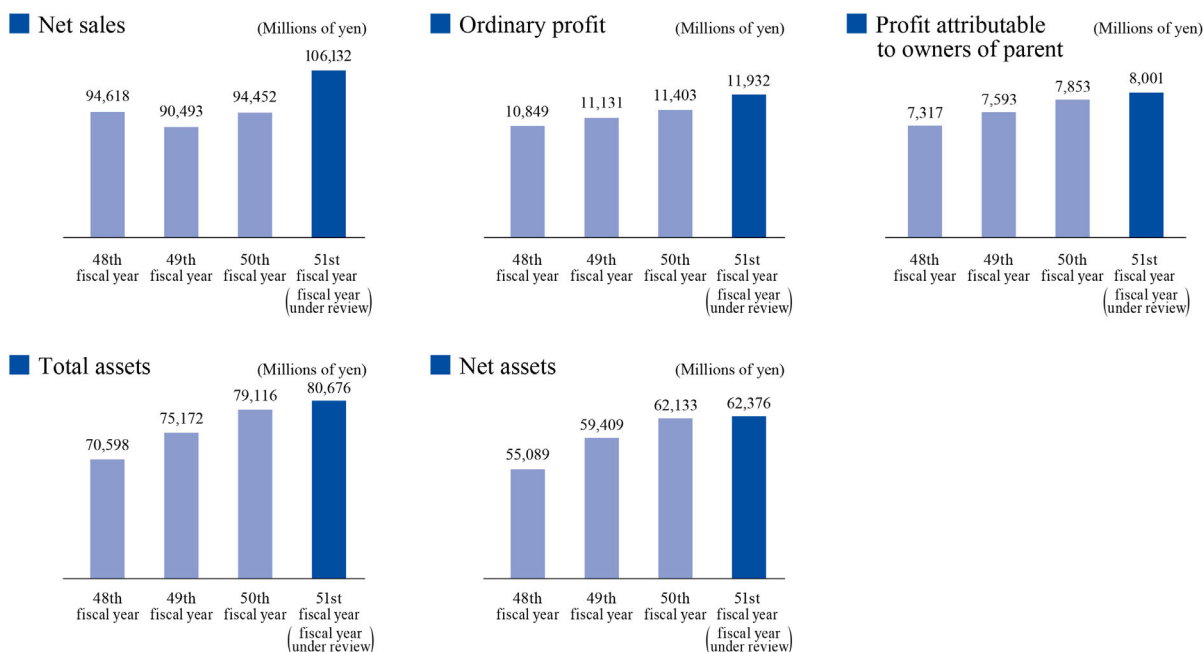 Net sales
(Millions of yen)
94,618
90,493
94,452
106,132
48th
fiscal year
49th
fiscal year
50th
fiscal year
51st
fiscal year
(fiscal year
under review)
Ordinary profit
(Millions of yen)
10,849
11,131
11,403
11,932
48th
fiscal year
49th
fiscal year
50th
fiscal year
51st
fiscal year
(fiscal year
under review)
Profit attributable
to owners of parent
(Millions of yen)
7,317
7,593
7,853
8,001
48th
fiscal year
49th
fiscal year
50th
fiscal year
51st
fiscal year
(fiscal year
under review)
Total assets
(Millions of yen)
70,598
75,172
79,116
80,676
48th
fiscal year
49th
fiscal year
50th
fiscal year
51st
fiscal year
(fiscal year
under review)
Net assets
(Millions of yen)
55,089
59,409
62,133
62,376
48th
fiscal year
49th
fiscal year
50th
fiscal year
51st
fiscal year
(fiscal year
under review)